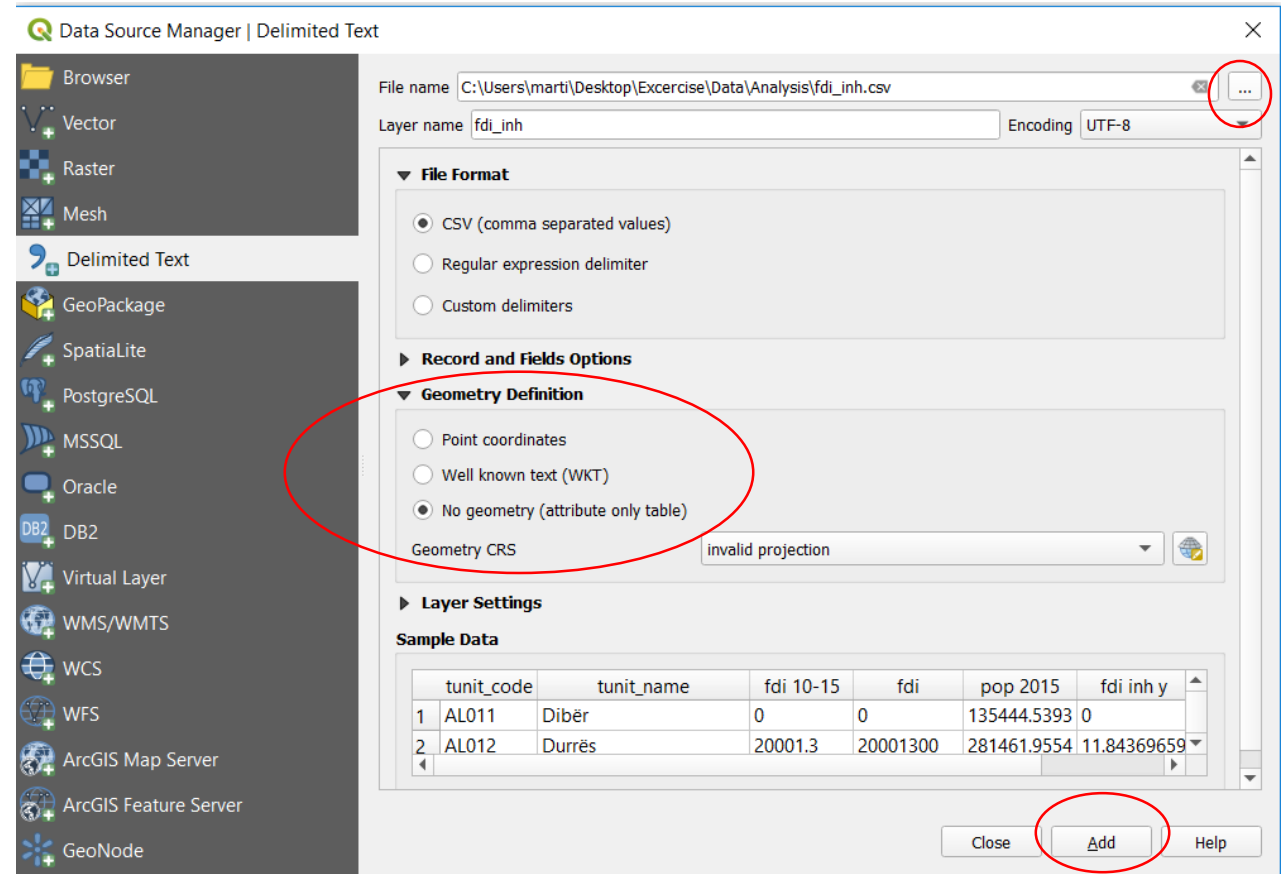 Data Source Manager | Delimited Text
Browser
Vector
Raster
Mesh
Delimited Text
GeoPackage
SpatiaLite
PostgreSQL
MSSQL
Oracle
DB2 DB2
Virtual Layer
WMS/WMTS
WCS
WFS
ArcGIS Map Server
ArcGIS Feature Server
GeoNode
File name C:\Users\marti\Desktop\Excercise\Data\Analysis\fdi_inh.csv ...
Layer name fdi_inh Encoding UTF-8
File Format
CSV (comma separated values)
Regular expression delimiter
Custom delimiters
Record and Fields Options
Geometry Definition
Point coordinates
Well known text (WKT)
No geometry (attribute only table)
Geometry CRS invalid projection
Layer Settings
Sample Data
tunit_code tunit_name fdi 10-15 fdi pop 2015 fdi inh y
1 AL011 Dibër 0 0 135444.5393 0
2 AL012 Durrës 20001.3 20001300 281461.9554 11.84369659
Close Add Help